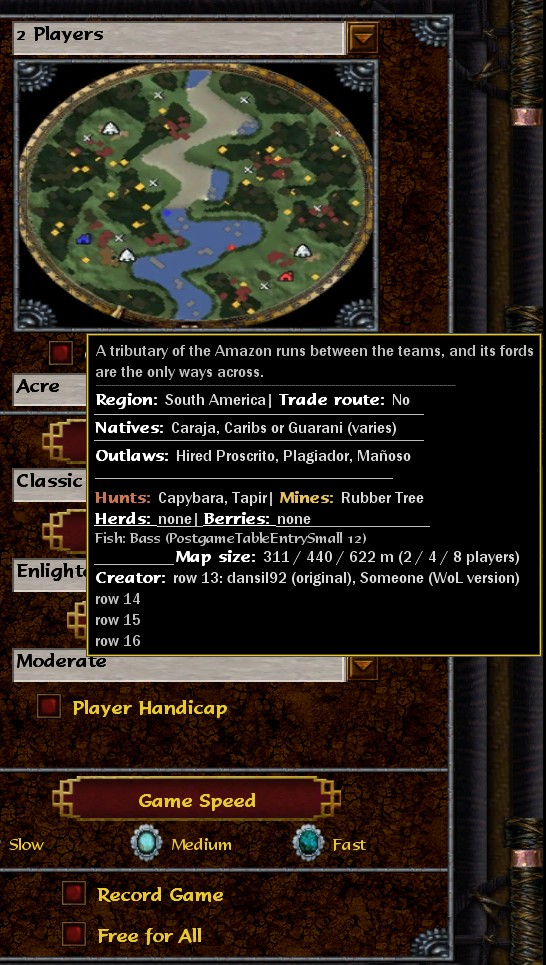 2 Players
A tributary of the Amazon runs between the teams, and its fords
are the only ways across.
Acre
Region: South America| Trade route: No
Natives: Caraja, Caribs or Guarani (varies)
Outlaws: Hired Proscrito, Plagiador, Mañoso
Classic
Hunts: Capybara, Tapir| Mines: Rubber Tree
Herds: none| Berries: none
Fish: Bass (PostgameTableEntrySmall 12)
Map size: 311 / 440 / 622 m (2 / 4 / 8 players)
Enlight
Creator: row 13: dansil92 (original), Someone (WoL version)
row 14
row 15
row 16
Moderate
Player Handicap
Game Speed
Slow Medium Fast
Record Game
Free for All